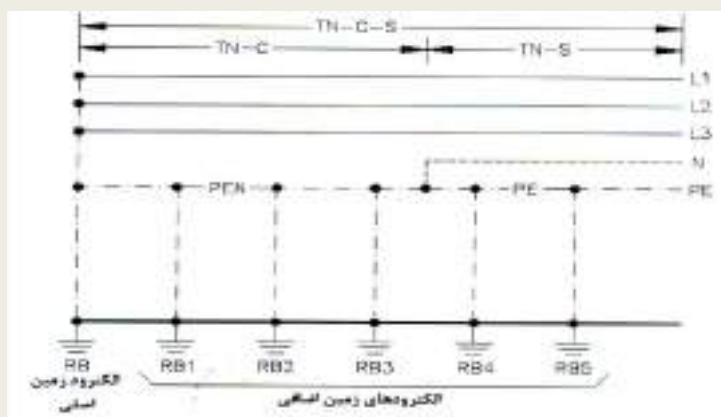 TN-C-S
TN-C TN-S
L1
L2
L3
N
PEN PE PE
RB RB1 RB2 RB3 RB4 RB5
الکترود زمین
اصلی
الکترودهای زمین اضافی